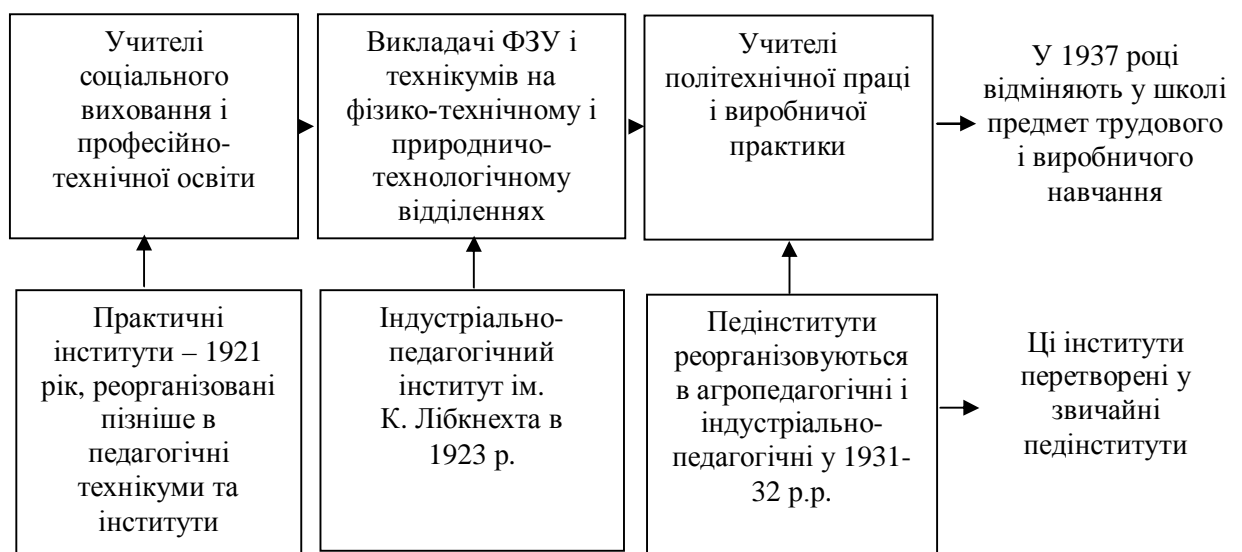 Учителі
соціального
виховання і
професійно-
технічної освіти
Викладачі ФЗУ і
технікумів на
фізико-технічному і
природничо-
технологічному
відділеннях
Учителі
політехнічної праці
і виробничої
практики
У 1937 році
відміняють у школі
предмет трудового
і виробничого
навчання
Практичні
інститути – 1921
рік, реорганізовані
пізніше в
педагогічні
технікуми та
інститути
Індустріально-
педагогічний
інститут ім.
К. Лібкнехта в
1923 р.
Педінститути
реорганізовуються
в агропедагогічні і
індустріально-
педагогічні у 1931-
32 р.р.
Ці інститути
перетворені у
звичайні
педінститути